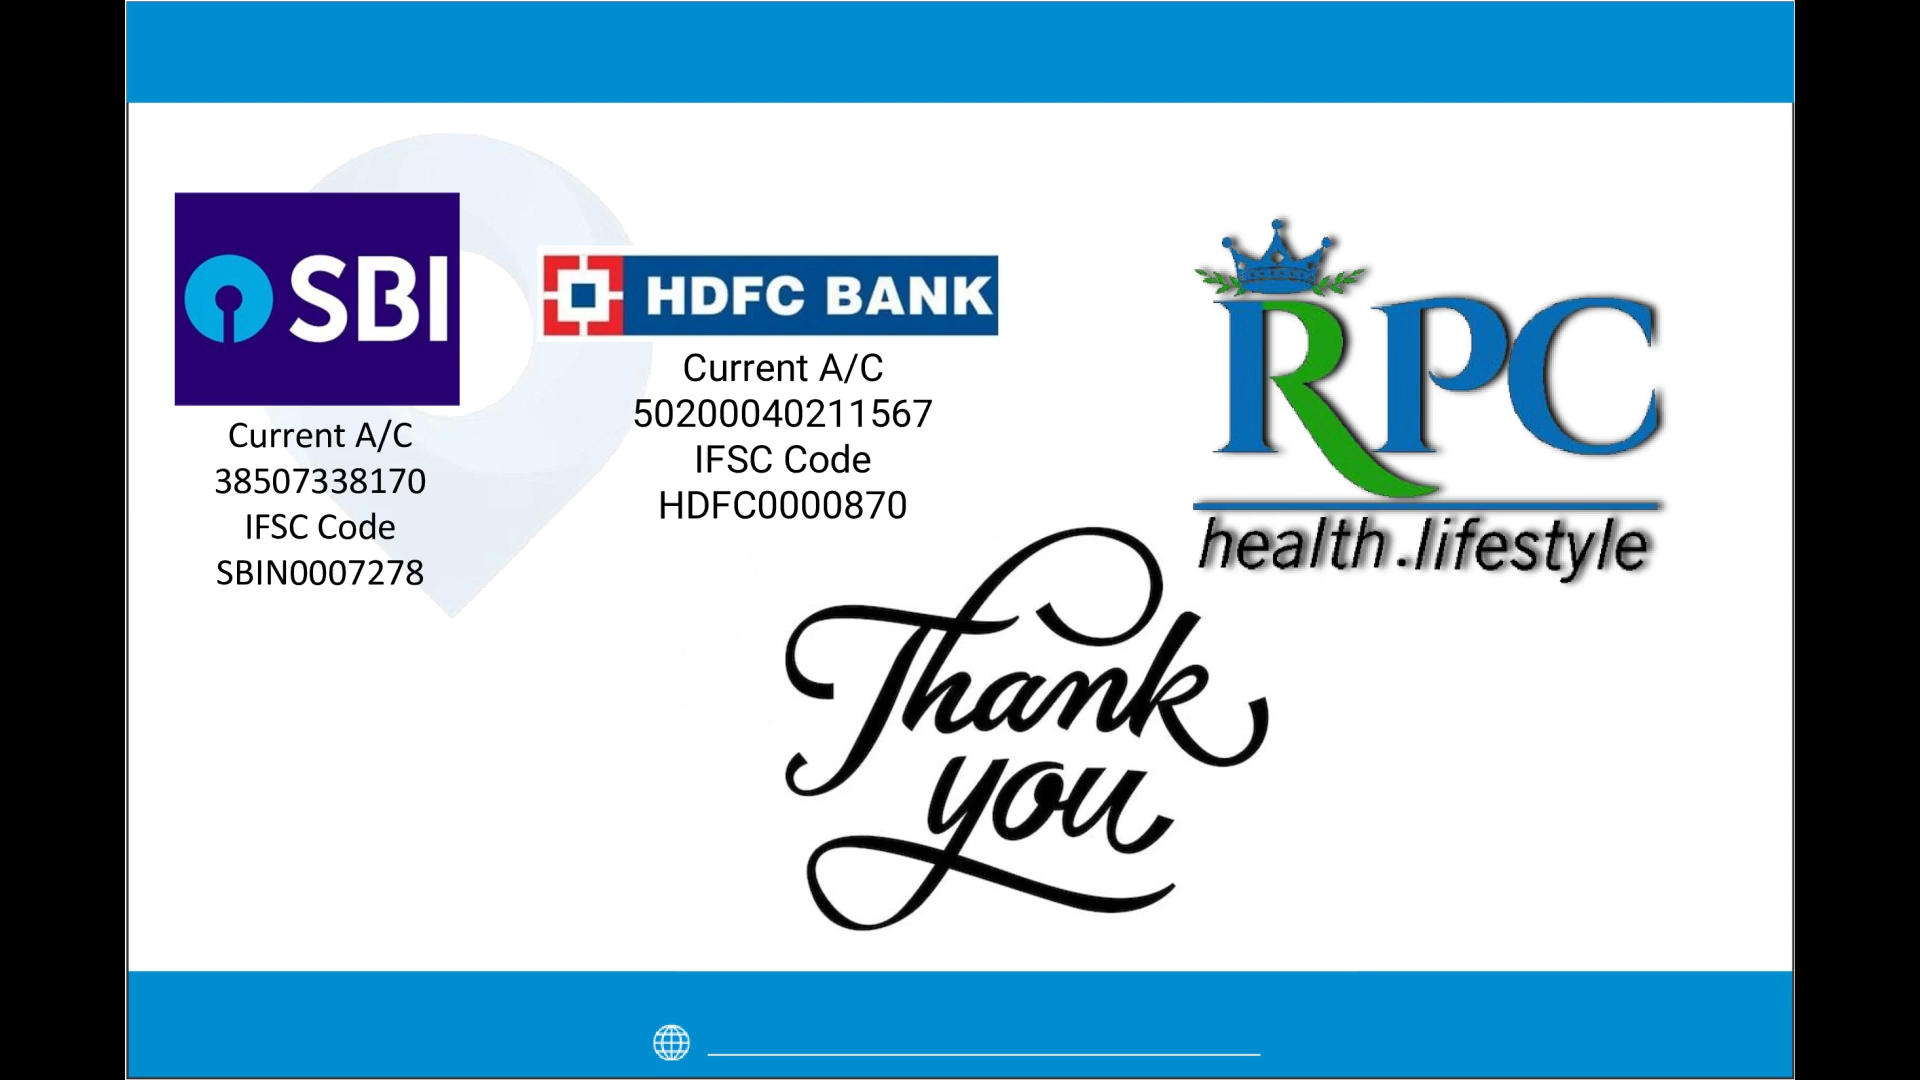 SBI
Current A/C
38507338170
IFSC Code
SBIN0007278
HDFC BANK
Current A/C
50200040211567
IFSC Code
HDFC0000870
RPC
health.lifestyle
Thank
you